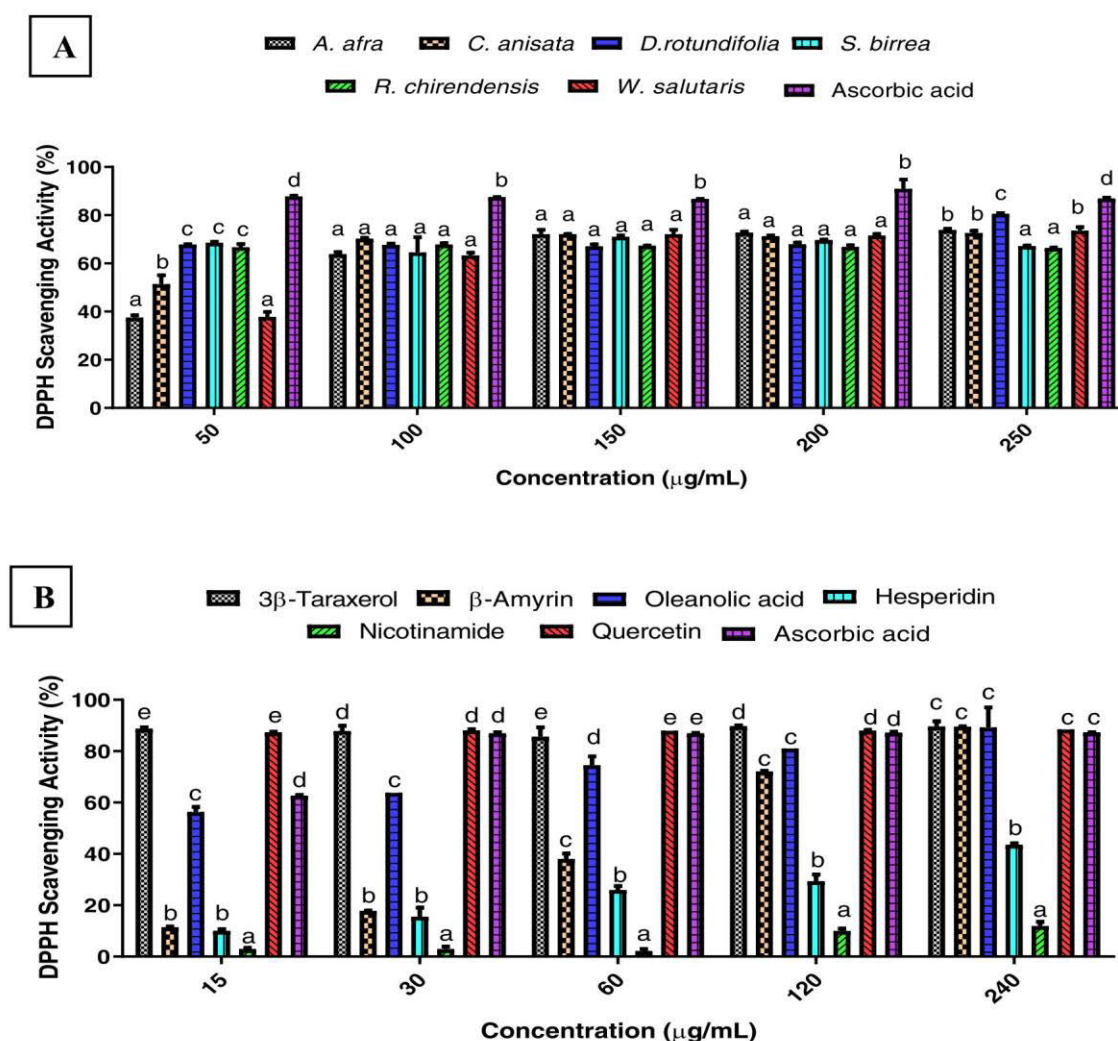 A
A. afra C. anisata D.rotundifolia S. birrea
R. chirendensis W. salutaris Ascorbic acid
DPPH Scavenging Activity (%)
100
80
60
40
20
0
a b c c c a d
a a a a a a b
a a a a a a b
a a a a a a b
b b c a a b d
50 100 150 200 250
Concentration (μg/mL)
B
3β-Taraxerol β-Amyrin Oleanolic acid Hesperidin
Nicotinamide Quercetin Ascorbic acid
DPPH Scavenging Activity (%)
100
80
60
40
20
0
e b c b a e d
d b c b a d d
e c d b a e e
d c c b a d d
c c c b a c c
15 30 60 120 240
Concentration (μg/mL)